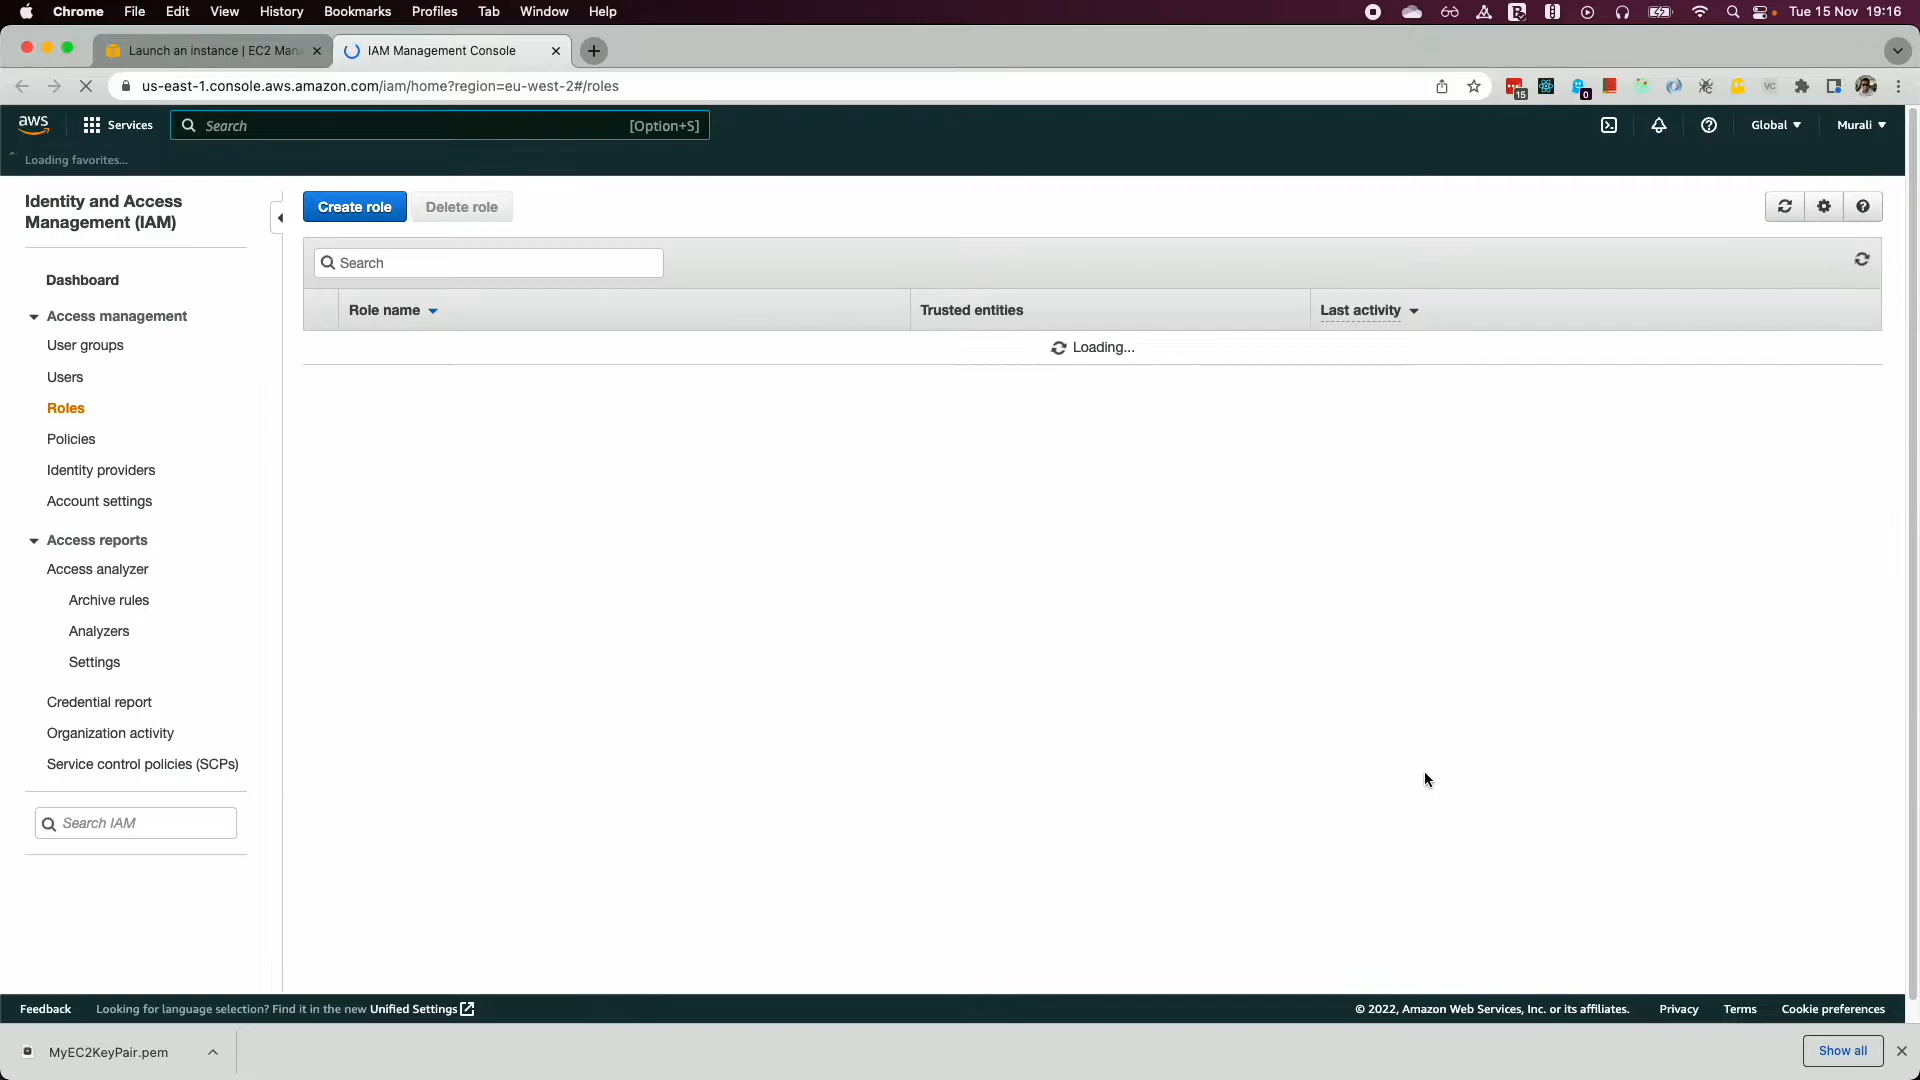 Chrome File Edit View History Bookmarks Profiles Tab Window Help
Tue 15 Nov 19:16
Launch an instance | EC2 Mana
IAM Management Console
us-east-1.console.aws.amazon.com/iam/home?region=eu-west-2#/roles
15
0
VC
aws
Services
Search
[Option+S]
Global
Murali
Loading favorites...
Identity and Access
Management (IAM)
Dashboard
Access management
User groups
Users
Roles
Policies
Identity providers
Account settings
Access reports
Access analyzer
Archive rules
Analyzers
Settings
Credential report
Organization activity
Service control policies (SCPs)
Search IAM
Create role
Delete role
Search
Role name
Trusted entities
Last activity
Loading...
Feedback
Looking for language selection? Find it in the new Unified Settings
© 2022, Amazon Web Services, Inc. or its affiliates.
Privacy
Terms
Cookie preferences
MyEC2KeyPair.pem
Show all